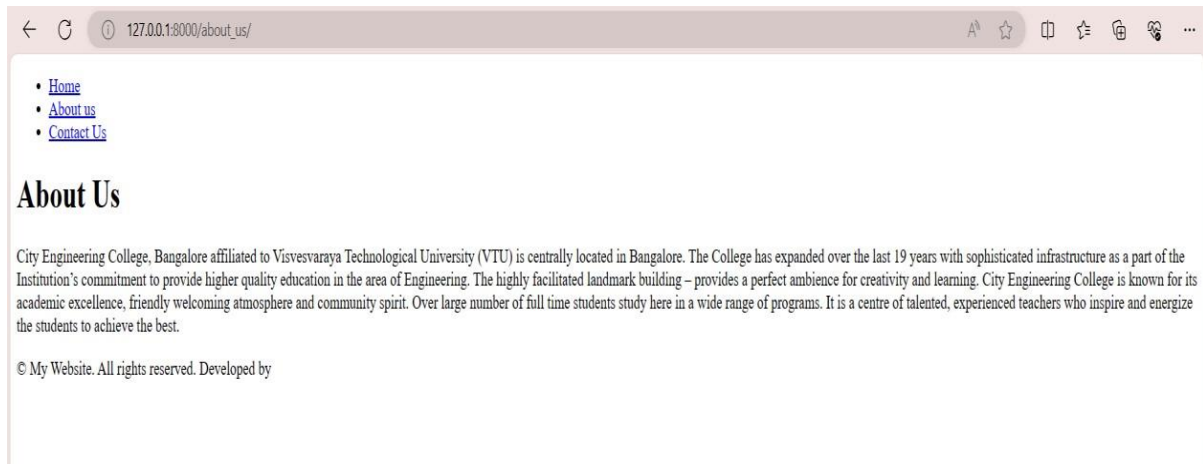 127.0.0.1:8000/about_us/
Home
About us
Contact Us
About Us
City Engineering College, Bangalore affiliated to Visvesvaraya Technological University (VTU) is centrally located in Bangalore. The College has expanded over the last 19 years with sophisticated infrastructure as a part of the
Institution’s commitment to provide higher quality education in the area of Engineering. The highly facilitated landmark building – provides a perfect ambience for creativity and learning. City Engineering College is known for its
academic excellence, friendly welcoming atmosphere and community spirit. Over large number of full time students study here in a wide range of programs. It is a centre of talented, experienced teachers who inspire and energize
the students to achieve the best.
© My Website. All rights reserved. Developed by